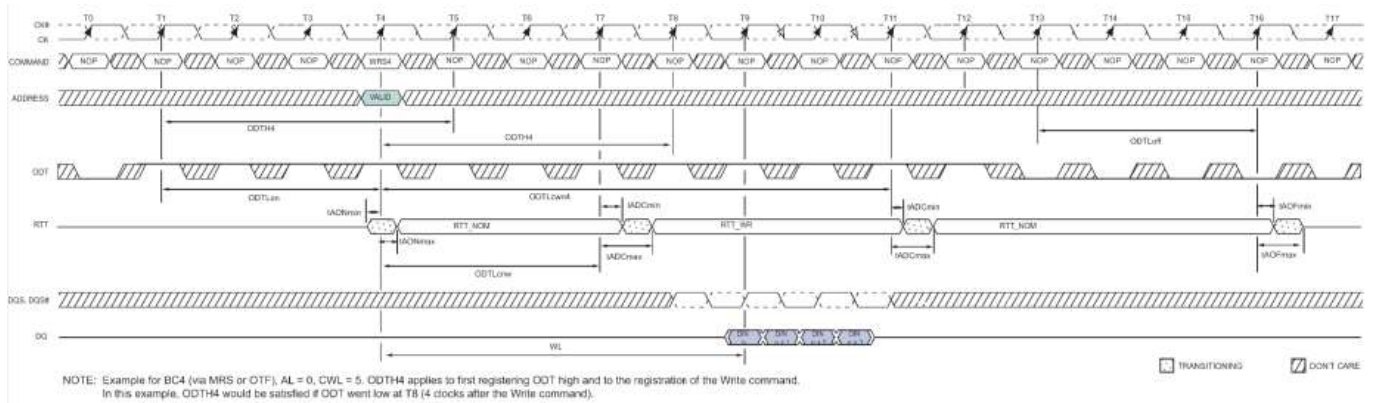 T0 T1 T2 T3 T4 T5 T6 T7 T8 T9 T10 T11 T12 T13 T14 T15 T16 T17
CK#
CK
COMMAND NOP NOP NOP NOP WRS4 NOP NOP NOP NOP NOP NOP NOP NOP NOP NOP NOP NOP NOP
ADDRESS VALID
ODTH4
ODTH4
ODTLoff
ODT
ODTLon ODTLcwn4
tAONmin tADCmin tADCmin tAOFmin
RTT RTT_NOM RTT_WR RTT_NOM
tAONmax tADCmax tADCmax tAOFmax
ODTLcnw
DQS, DQS#
DQ DIN DIN DIN DIN
WL
TRANSITIONING DON'T CARE
NOTE: Example for BC4 (via MRS or OTF), AL = 0, CWL = 5. ODTH4 applies to first registering ODT high and to the registration of the Write command.
In this example, ODTH4 would be satisfied if ODT went low at T8 (4 clocks after the Write command).